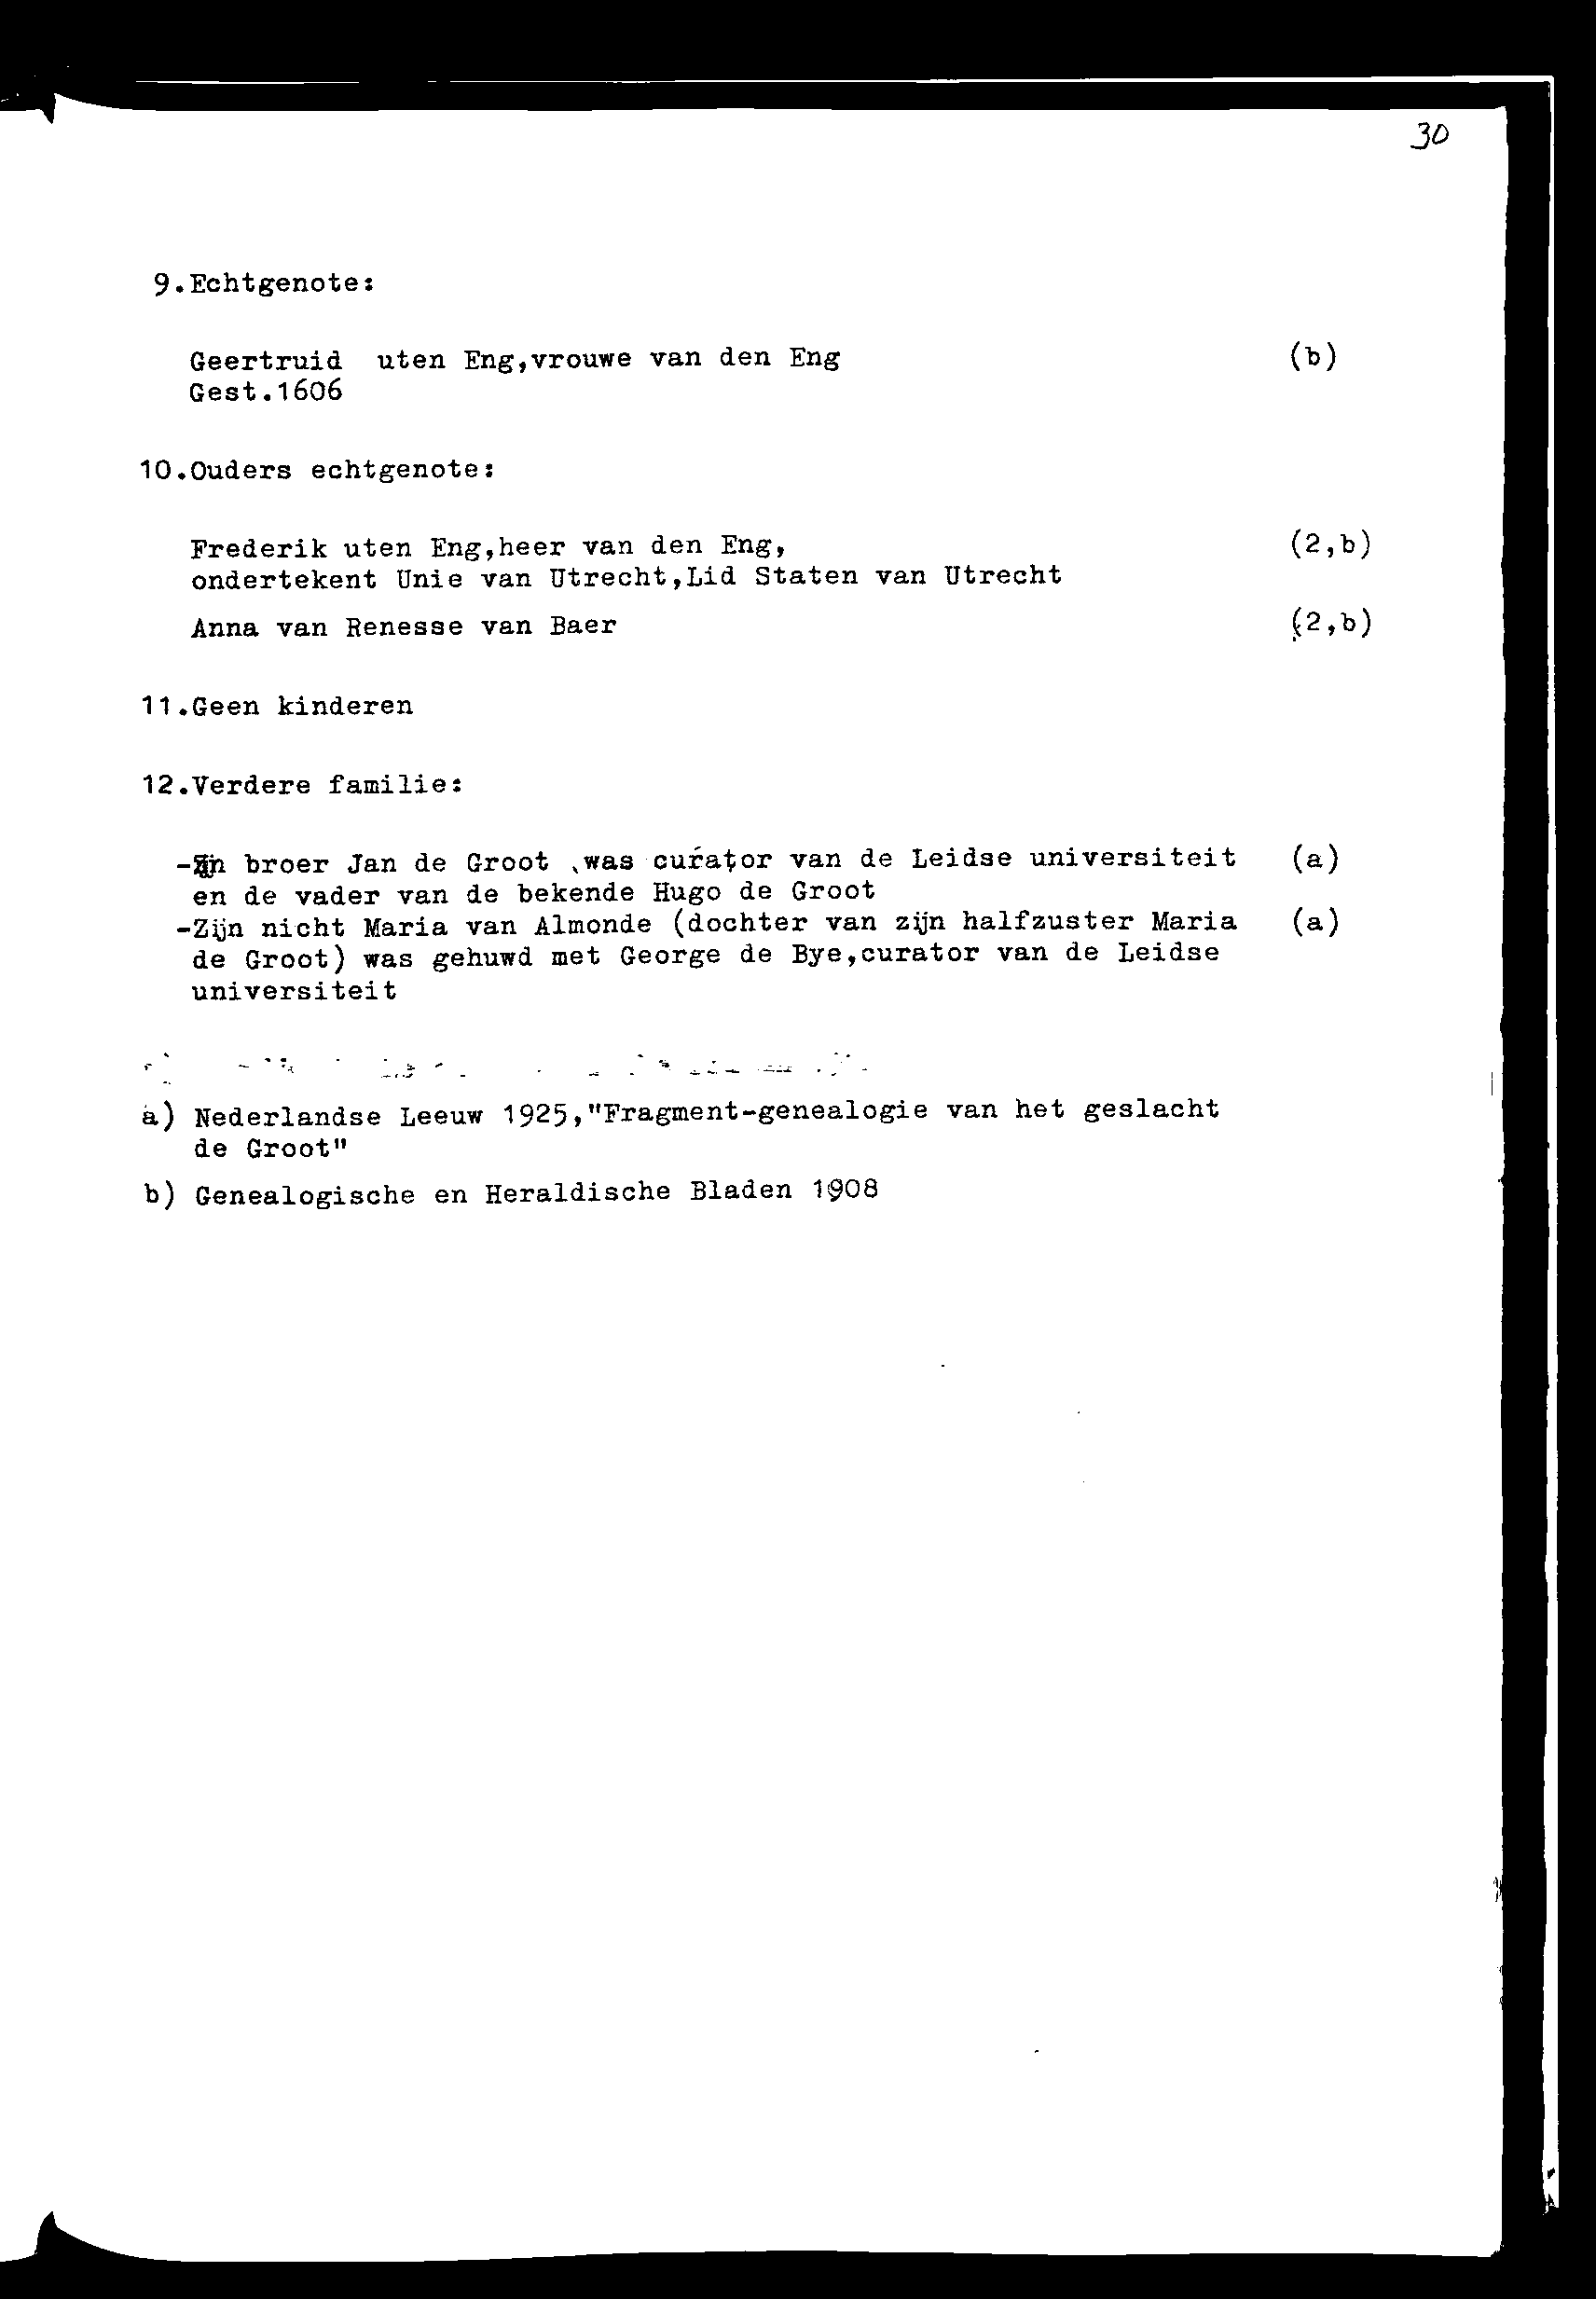 30
9.Echtgenote:
Geertruid uten Eng,vrouwe van den Eng (b)
Gest.1606
10.Ouders echtgenote:
Frederik uten Eng,heer van den Eng, (2,b)
ondertekent Unie van Utrecht,Lid Staten van Utrecht
Anna van Renesse van Baer (2,b)
11.Geen kinderen
12.Verdere familie:
-Zijn broer Jan de Groot ,was curator van de Leidse universiteit (a)
en de vader van de bekende Hugo de Groot
-Zijn nicht Maria van Almonde (dochter van zijn halfzuster Maria (a)
de Groot) was gehuwd met George de Bye,curator van de Leidse
universiteit
a) Nederlandse Leeuw 1925,"Fragment-genealogie van het geslacht
de Groot"
b) Genealogische en Heraldische Bladen 1908